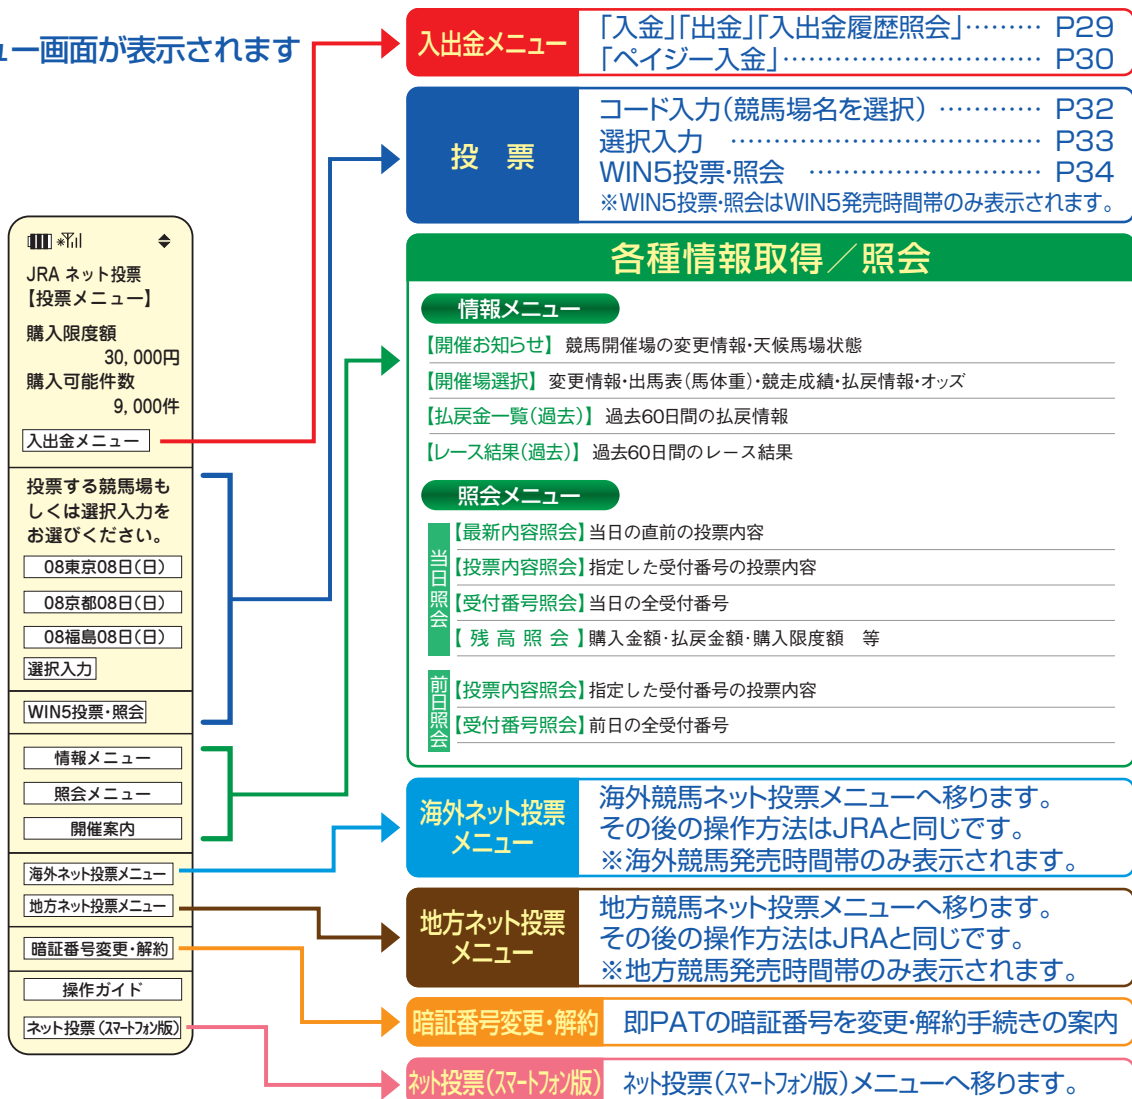 ュー画面が表示されます
JRA ネット投票
【投票メニュー】
購入限度額
30,000円
購入可能件数
9,000件
入出金メニュー
投票する競馬場も
しくは選択入力を
お選びください。
08東京08日(日)
08京都08日(日)
08福島08日(日)
選択入力
WIN5投票・照会
情報メニュー
照会メニュー
開催案内
海外ネット投票メニュー
地方ネット投票メニュー
暗証番号変更・解約
操作ガイド
ネット投票(スマートフォン版)
入出金メニュー
「入金」「出金」「入出金履歴照会」……… P29
「ペイジー入金」………………………… P30
投 票
コード入力(競馬場名を選択) ………… P32
選択入力 ……………………………… P33
WIN5投票・照会 ……………………… P34
※WIN5投票・照会はWIN5発売時間帯のみ表示されます。
各種情報取得／照会
情報メニュー
【開催お知らせ】 競馬開催場の変更情報・天候馬場状態
【開催場選択】 変更情報・出馬表(馬体重)・競走成績・払戻情報・オッズ
【払戻金一覧(過去)】 過去60日間の払戻情報
【レース結果(過去)】 過去60日間のレース結果
照会メニュー
当日照会
【最新内容照会】当日の直前の投票内容
【投票内容照会】指定した受付番号の投票内容
【受付番号照会】当日の全受付番号
【 残 高 照 会 】購入金額・払戻金額・購入限度額 等
前日照会
【投票内容照会】指定した受付番号の投票内容
【受付番号照会】前日の全受付番号
海外ネット投票
メニュー
海外競馬ネット投票メニューへ移ります。
その後の操作方法はJRAと同じです。
※海外競馬発売時間帯のみ表示されます。
地方ネット投票
メニュー
地方競馬ネット投票メニューへ移ります。
その後の操作方法はJRAと同じです。
※地方競馬発売時間帯のみ表示されます。
暗証番号変更・解約
即PATの暗証番号を変更・解約手続きの案内
ネット投票(スマートフォン版)
ネット投票(スマートフォン版)メニューへ移ります。